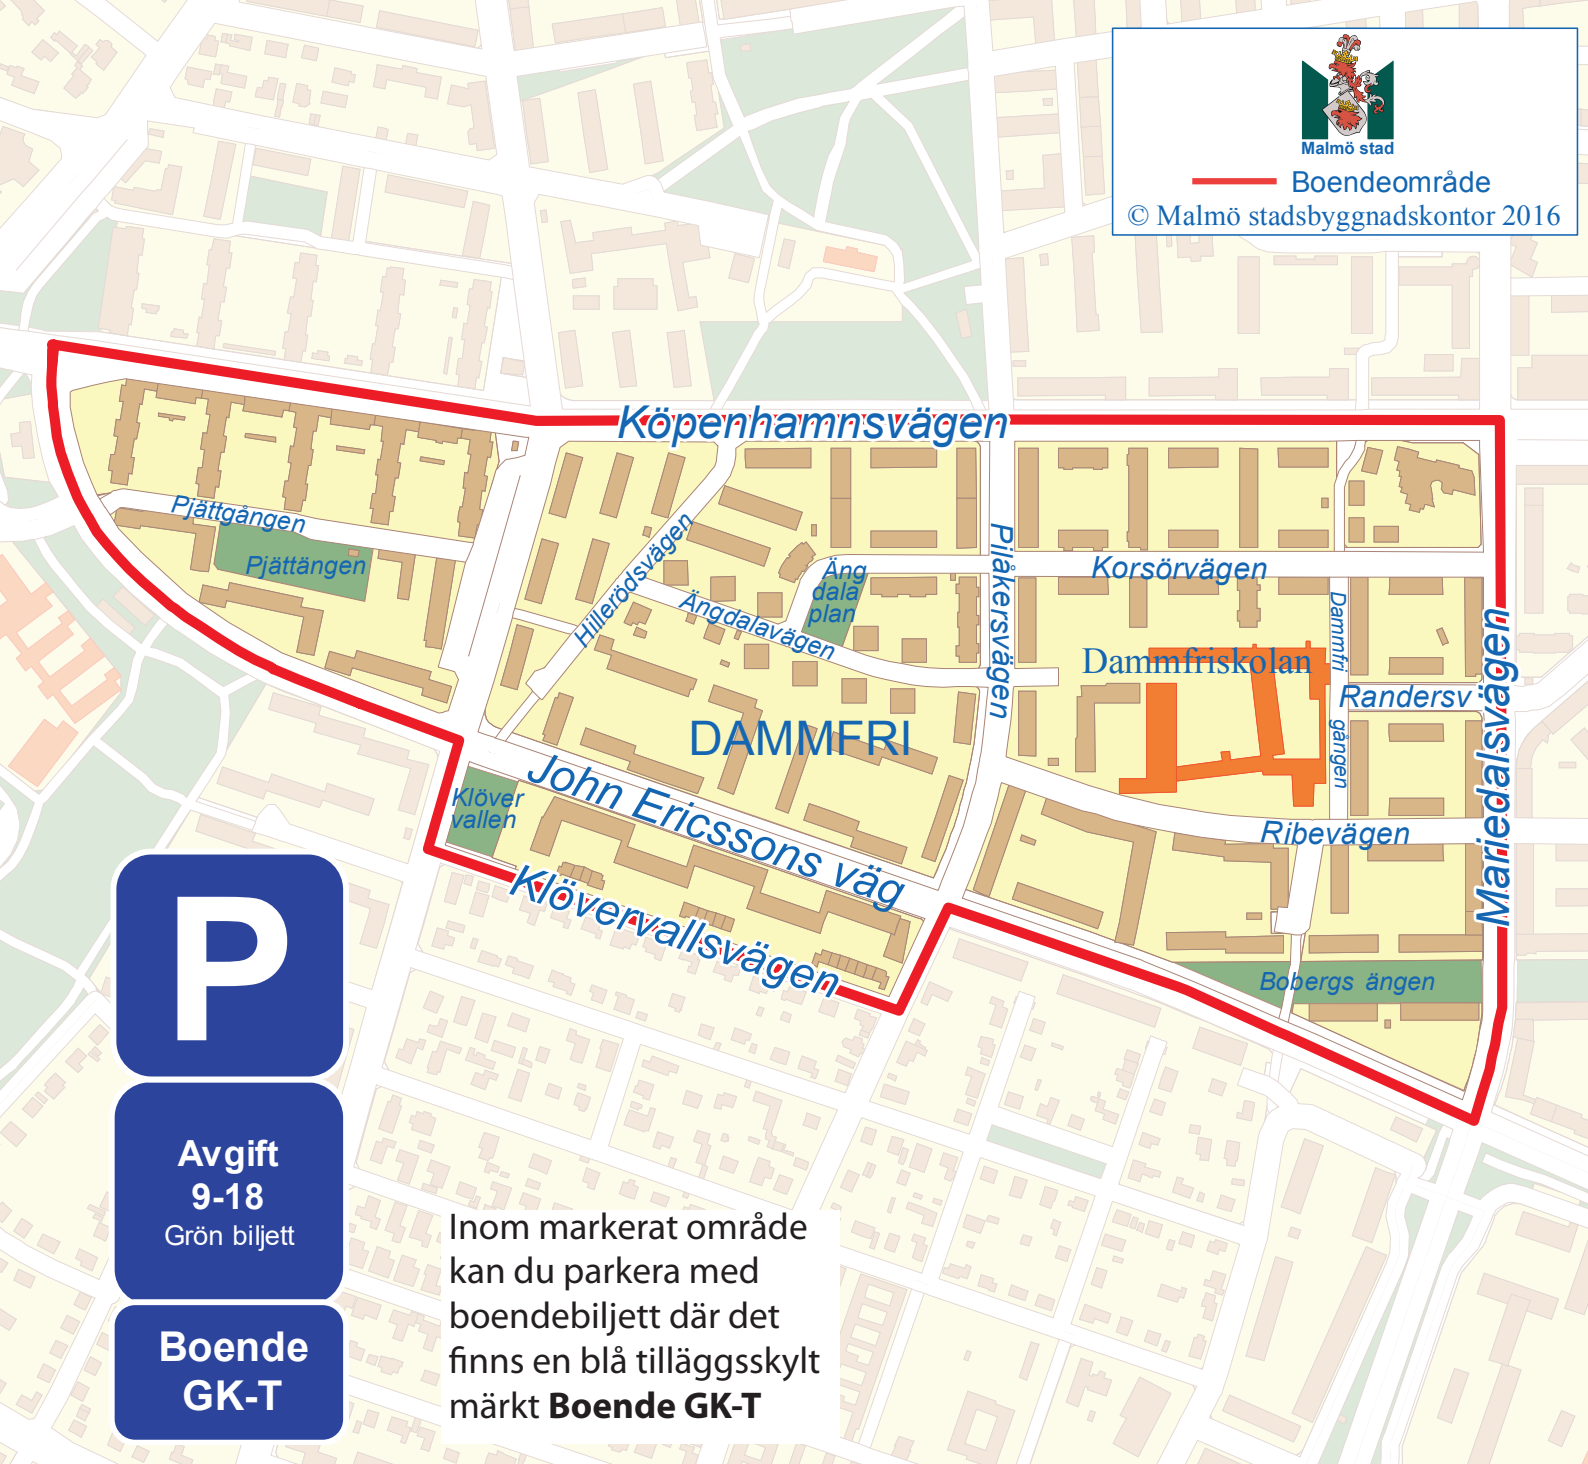 Malmö stad
Boendeområde
© Malmö stadsbyggnadskontor 2016
Köpenhamnsvägen
Pjättgången
Pjättängen
Hillerödsvägen
Ängdalavägen
Äng
dala
plan
Pilåkersvägen
Korsörvägen
Dammfri
gången
Dammfriskolan
Randersv
Mariedalsvägen
DAMMFRI
John Ericssons väg
Klöver
vallen
Klövervallsvägen
Ribevägen
Bobergs ängen
P
Avgift
9-18
Grön biljett
Boende
GK-T
Inom markerat område
kan du parkera med
boendebiljett där det
finns en blå tilläggsskylt
märkt Boende GK-T